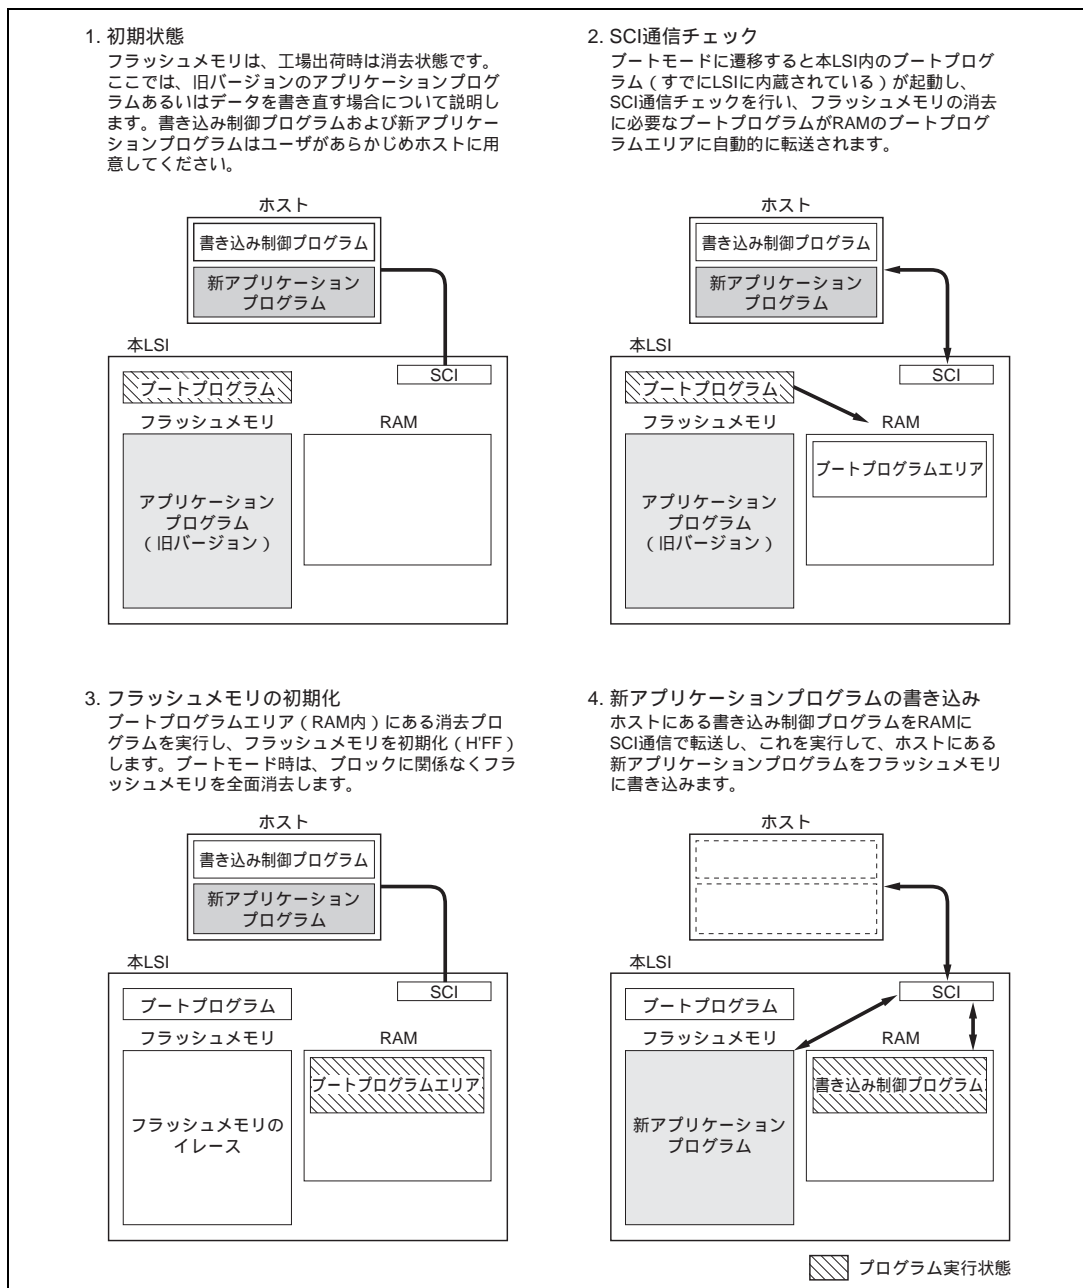 1. 初期状態
フラッシュメモリは、工場出荷時は消去状態です。
ここでは、旧バージョンのアプリケーションプログ
ラムあるいはデータを書き直す場合について説明し
ます。書き込み制御プログラムおよび新アプリケー
ションプログラムはユーザがあらかじめホストに用
意してください。
ホスト
書き込み制御プログラム
新アプリケーション
プログラム
本LSI
SCI
ブートプログラム
フラッシュメモリ
RAM
アプリケーション
プログラム
（旧バージョン）
2. SCI通信チェック
ブートモードに遷移すると本LSI内のブートプログ
ラム（すでにLSIに内蔵されている）が起動し、
SCI通信チェックを行い、フラッシュメモリの消去
に必要なブートプログラムがRAMのブートプログ
ラムエリアに自動的に転送されます。
ホスト
書き込み制御プログラム
新アプリケーション
プログラム
本LSI
SCI
ブートプログラム
フラッシュメモリ
RAM
ブートプログラムエリア
アプリケーション
プログラム
（旧バージョン）
3. フラッシュメモリの初期化
ブートプログラムエリア（RAM内）にある消去プロ
グラムを実行し、フラッシュメモリを初期化（H'FF）
します。ブートモード時は、ブロックに関係なくフラ
ッシュメモリを全面消去します。
ホスト
書き込み制御プログラム
新アプリケーション
プログラム
本LSI
SCI
ブートプログラム
フラッシュメモリ
RAM
ブートプログラムエリア
フラッシュメモリの
イレース
4. 新アプリケーションプログラムの書き込み
ホストにある書き込み制御プログラムをRAMに
SCI通信で転送し、これを実行して、ホストにある
新アプリケーションプログラムをフラッシュメモリ
に書き込みます。
ホスト
本LSI
SCI
ブートプログラム
フラッシュメモリ
RAM
書き込み制御プログラム
新アプリケーション
プログラム
プログラム実行状態